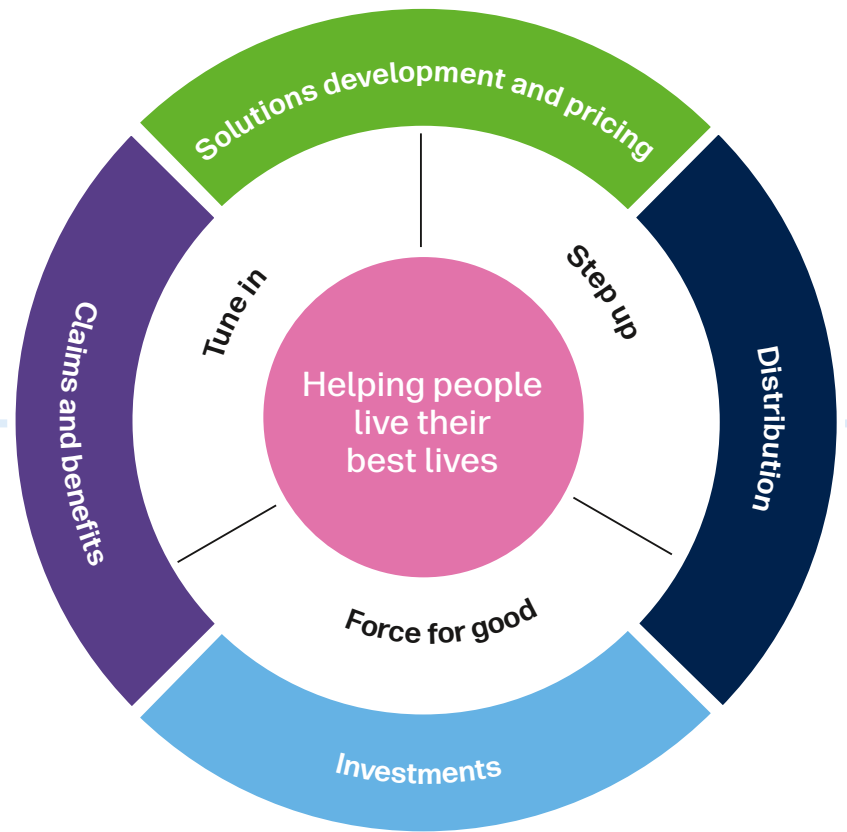 Solutions development and pricing
Tune in
Step up
Claims and benefits
Helping people
live their
best lives
Distribution
Force for good
Investments